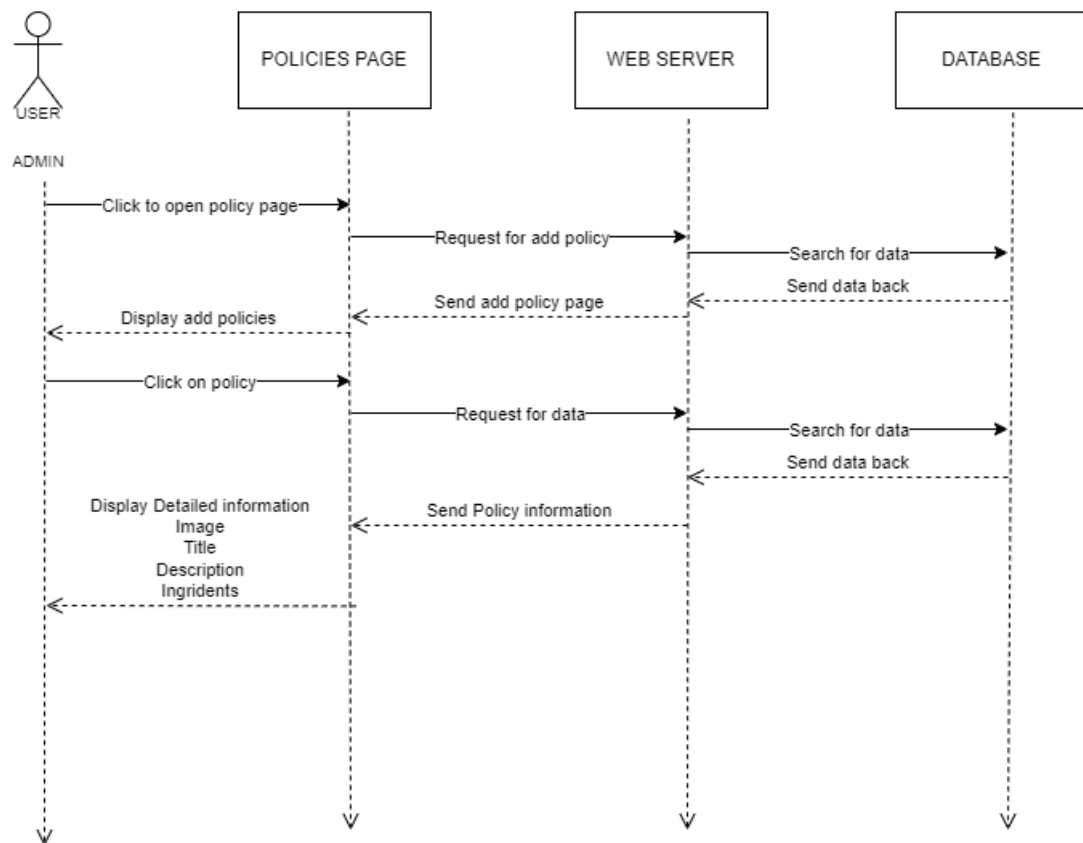 POLICIES PAGE
WEB SERVER
DATABASE
USER
ADMIN
Click to open policy page
Request for add policy
Search for data
Send data back
Send add policy page
Display add policies
Click on policy
Request for data
Search for data
Send data back
Display Detailed information
Image
Title
Description
Ingridents
Send Policy information